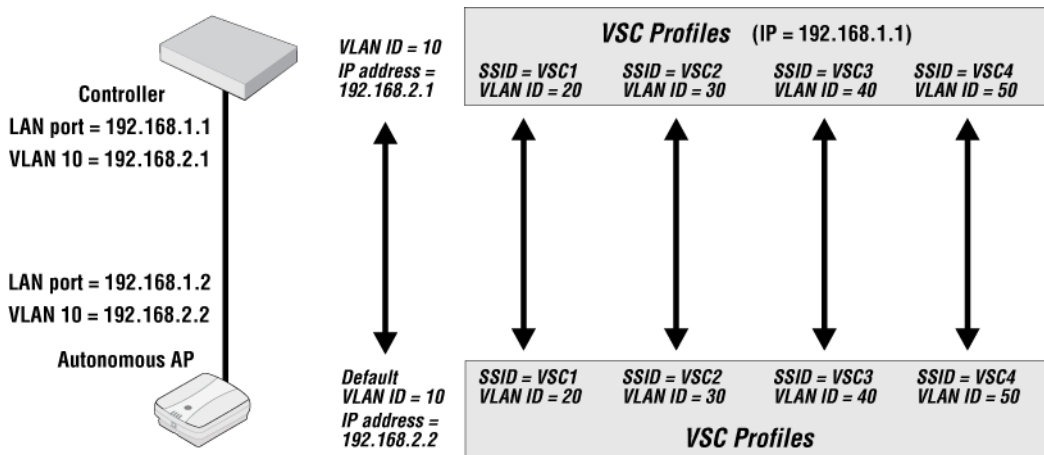 Controller
LAN port = 192.168.1.1
VLAN 10 = 192.168.2.1
LAN port = 192.168.1.2
VLAN 10 = 192.168.2.2
Autonomous AP
VLAN ID = 10
IP address =
192.168.2.1
Default
VLAN ID = 10
IP address =
192.168.2.2
VSC Profiles (IP = 192.168.1.1)
SSID = VSC1
VLAN ID = 20
SSID = VSC2
VLAN ID = 30
SSID = VSC3
VLAN ID = 40
SSID = VSC4
VLAN ID = 50
SSID = VSC1
VLAN ID = 20
SSID = VSC2
VLAN ID = 30
SSID = VSC3
VLAN ID = 40
SSID = VSC4
VLAN ID = 50
VSC Profiles